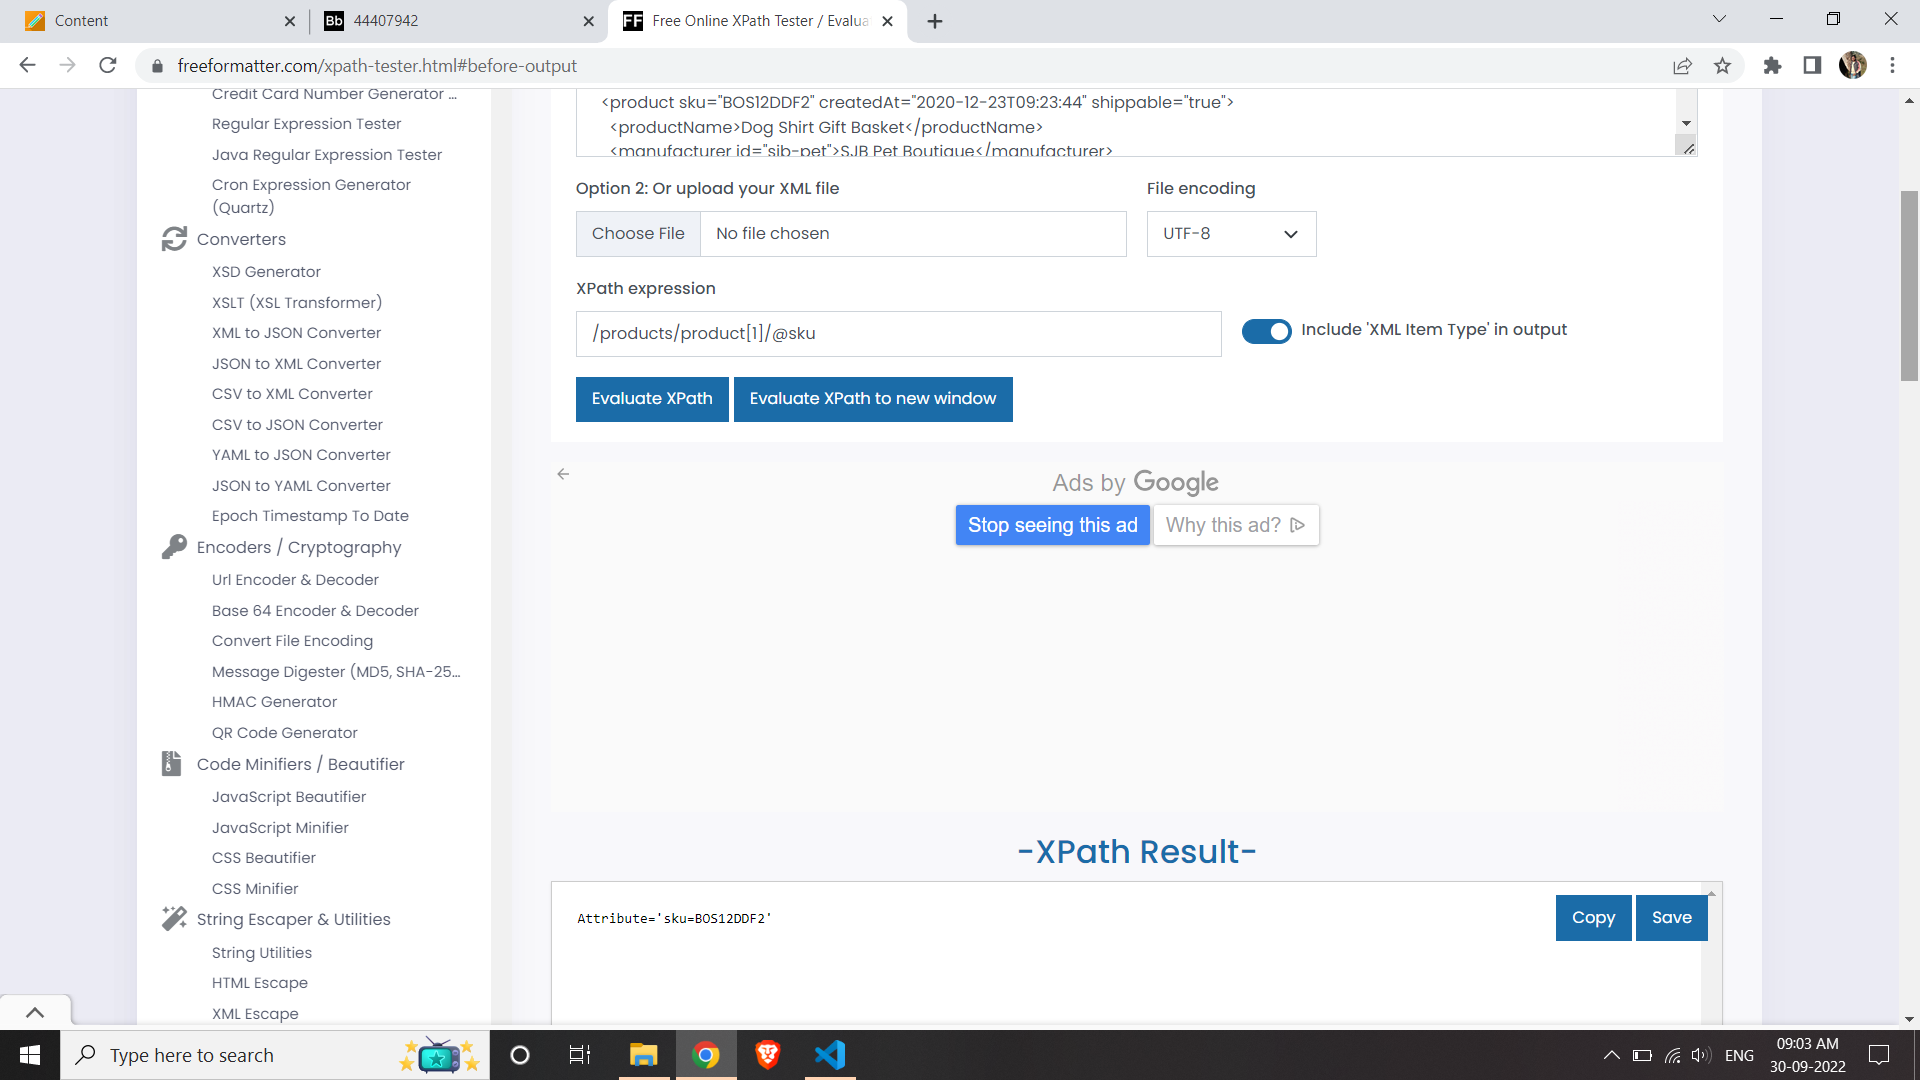 Content
Bb 44407942
FF Free Online XPath Tester / Evalua
freeformatter.com/xpath-tester.html#before-output
Credit Card Number Generator ...
Regular Expression Tester
Java Regular Expression Tester
Cron Expression Generator
(Quartz)
Converters
XSD Generator
XSLT (XSL Transformer)
XML to JSON Converter
JSON to XML Converter
CSV to XML Converter
CSV to JSON Converter
YAML to JSON Converter
JSON to YAML Converter
Epoch Timestamp To Date
Encoders / Cryptography
Url Encoder & Decoder
Base 64 Encoder & Decoder
Convert File Encoding
Message Digester (MD5, SHA-25...
HMAC Generator
QR Code Generator
Code Minifiers / Beautifier
JavaScript Beautifier
JavaScript Minifier
CSS Beautifier
CSS Minifier
String Escaper & Utilities
String Utilities
HTML Escape
XML Escape
<product sku="BOS12DDF2" createdAt="2020-12-23T09:23:44" shippable="true">
<productName>Dog Shirt Gift Basket</productName>
<manufacturer id="sjb-pet">SJB Pet Boutique</manufacturer>
Option 2: Or upload your XML file
File encoding
Choose File No file chosen
UTF-8
XPath expression
/products/product[1]/@sku
Include 'XML Item Type' in output
Evaluate XPath
Evaluate XPath to new window
Ads by Google
Stop seeing this ad
Why this ad?
-XPath Result-
Attribute='sku=BOS12DDF2'
Copy
Save
Type here to search
ENG
09:03 AM
30-09-2022